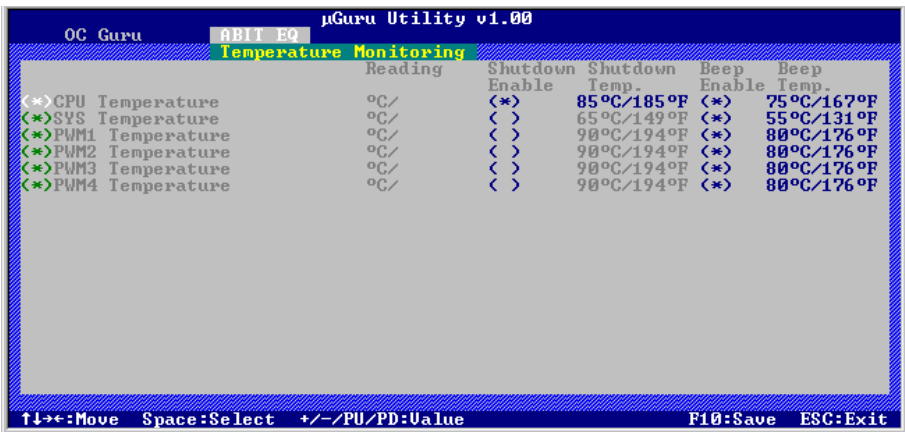 µGuru Utility v1.00
OC Guru ABIT EQ
Temperature Monitoring
Reading Shutdown Shutdown Beep Beep
Enable Temp. Enable Temp.
(*)CPU Temperature ºC/ (*) 85ºC/185ºF (*) 75ºC/167ºF
(*)SYS Temperature ºC/ ( ) 65ºC/149ºF (*) 55ºC/131ºF
(*)PWM1 Temperature ºC/ ( ) 90ºC/194ºF (*) 80ºC/176ºF
(*)PWM2 Temperature ºC/ ( ) 90ºC/194ºF (*) 80ºC/176ºF
(*)PWM3 Temperature ºC/ ( ) 90ºC/194ºF (*) 80ºC/176ºF
(*)PWM4 Temperature ºC/ ( ) 90ºC/194ºF (*) 80ºC/176ºF
↑↓→←:Move Space:Select +/-/PU/PD:Value F10:Save ESC:Exit